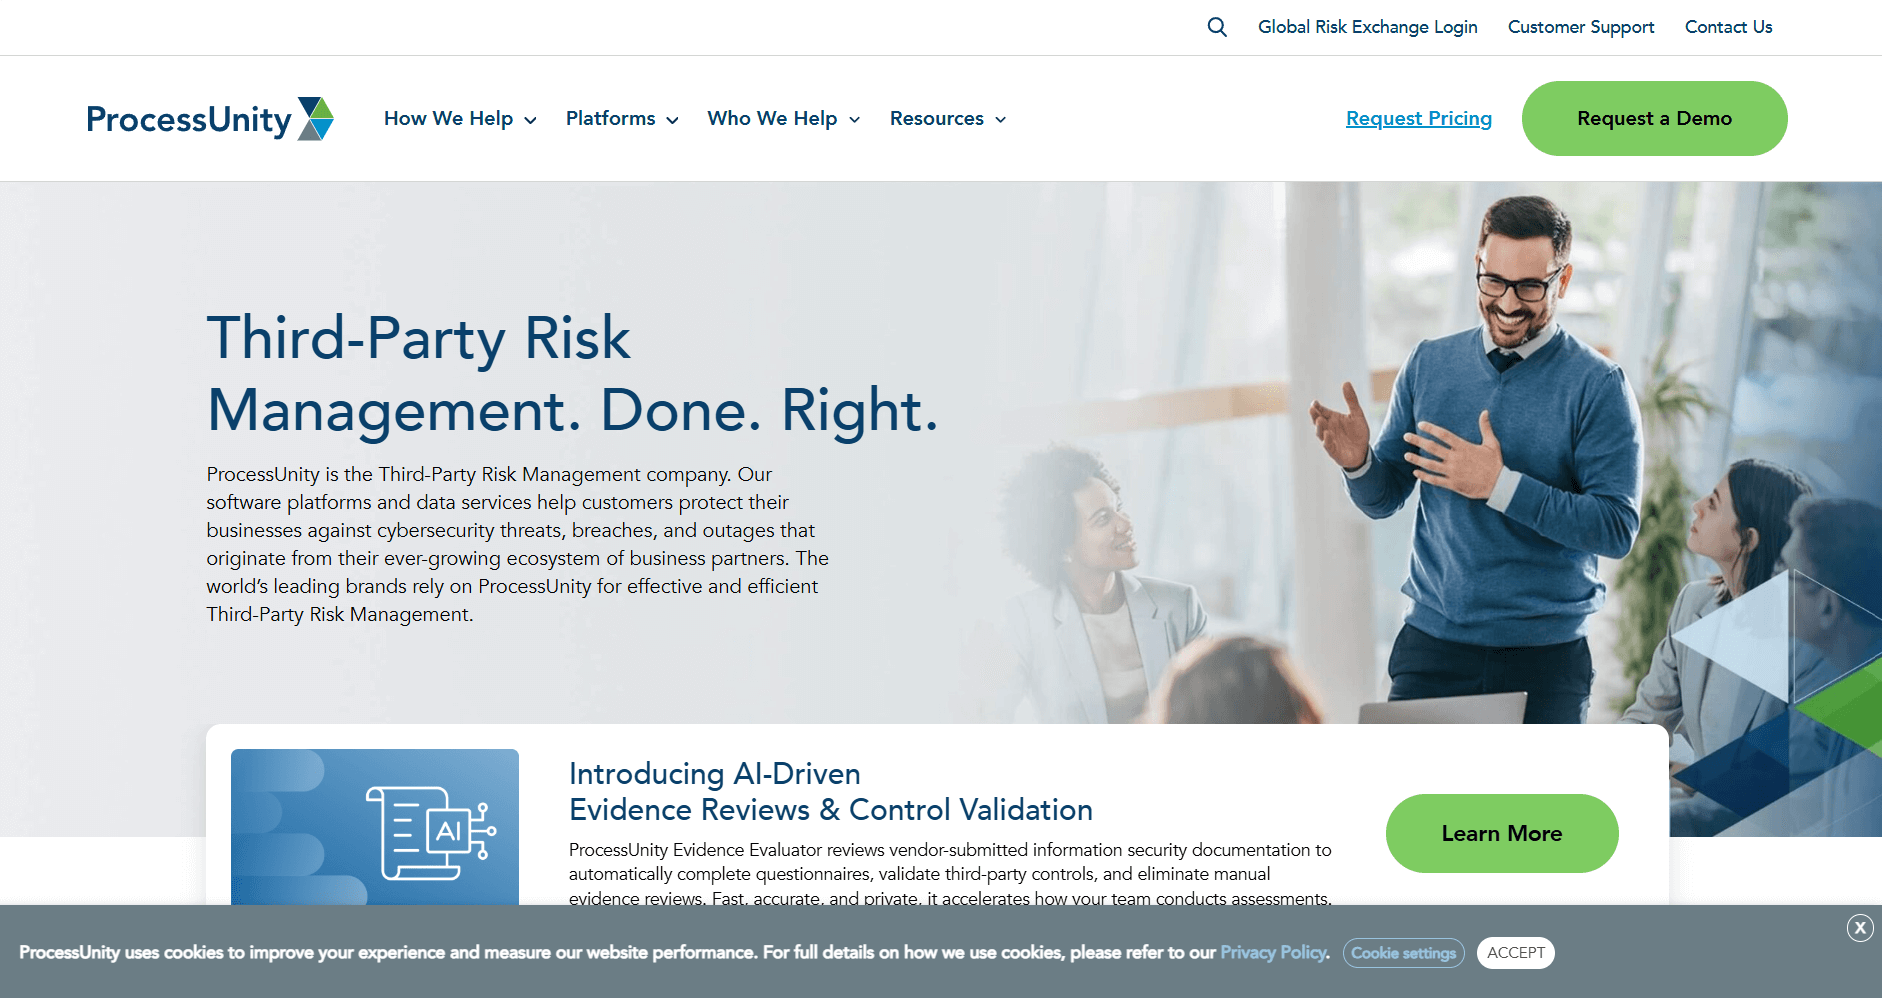 Global Risk Exchange Login Customer Support Contact Us
ProcessUnity How We Help Platforms Who We Help Resources Request Pricing Request a Demo
Third-Party Risk
Management. Done. Right.
ProcessUnity is the Third-Party Risk Management company. Our
software platforms and data services help customers protect their
businesses against cybersecurity threats, breaches, and outages that
originate from their ever-growing ecosystem of business partners. The
world's leading brands rely on ProcessUnity for effective and efficient
Third-Party Risk Management.
AI
Introducing AI-Driven
Evidence Reviews & Control Validation
ProcessUnity Evidence Evaluator reviews vendor-submitted information security documentation to
automatically complete questionnaires, validate third-party controls, and eliminate manual
evidence reviews. Fast, accurate, and private, it accelerates how your team conducts assessments.
Learn More
ProcessUnity uses cookies to improve your experience and measure our website performance. For full details on how we use cookies, please refer to our Privacy Policy. Cookie settings ACCEPT
X